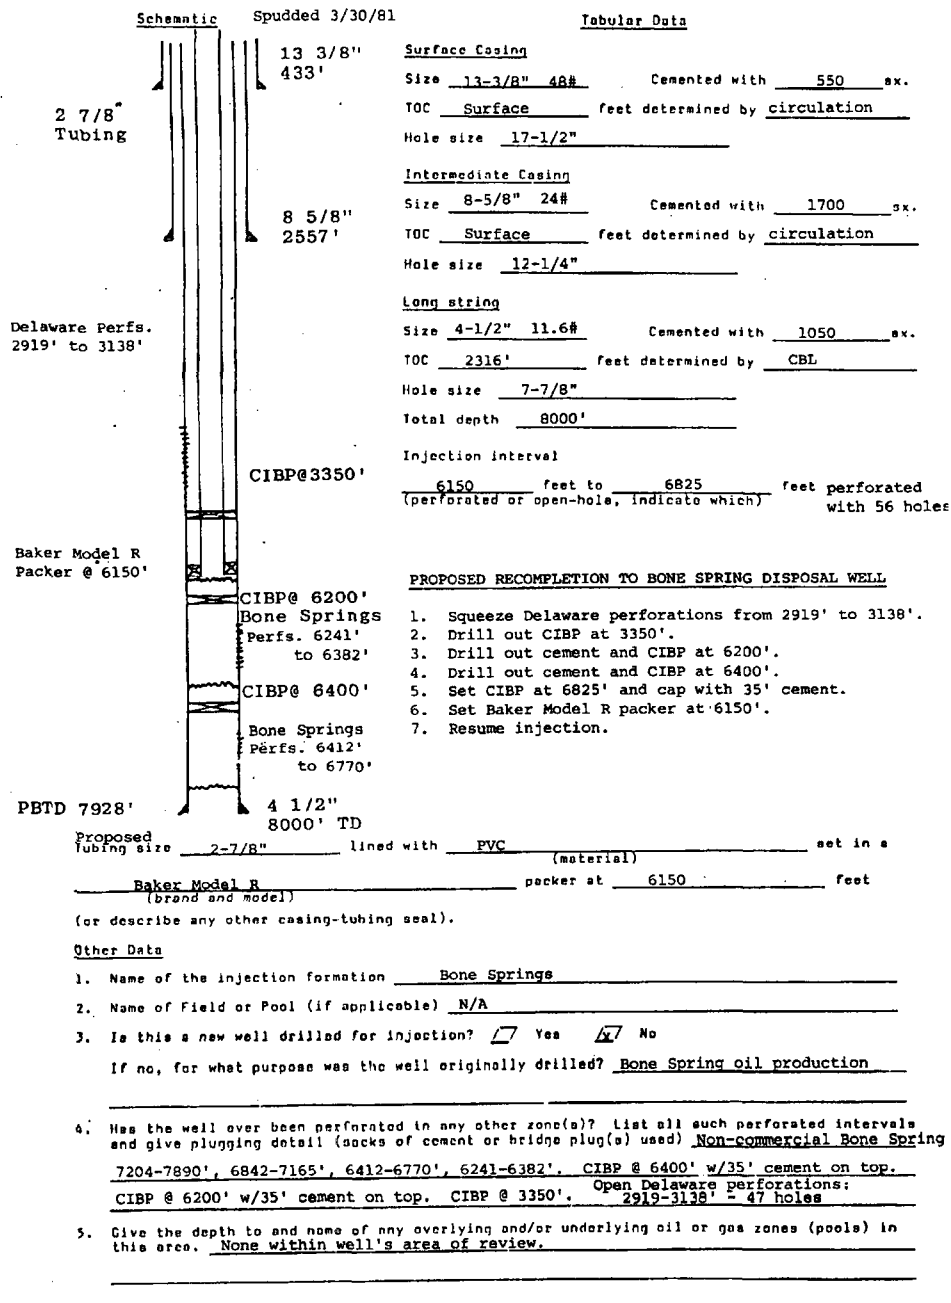 Schematic Spudded 3/30/81 Tabular Data
13 3/8"
433'
2 7/8"
Tubing
8 5/8"
2557'
Delaware Perfs.
2919' to 3138'
CIBP@3350'
Baker Model R
Packer @ 6150'
CIBP@ 6200'
Bone Springs
Perfs. 6241'
to 6382'
CIBP@ 6400'
Bone Springs
Perfs. 6412'
to 6770'
PBTD 7928'
4 1/2"
8000' TD
Surface Casing
Size 13-3/8" 48# Cemented with 550 sx.
TOC Surface feet determined by circulation
Hole size 17-1/2"
Intermediate Casing
Size 8-5/8" 24# Cemented with 1700 sx.
TOC Surface feet determined by circulation
Hole size 12-1/4"
Long string
Size 4-1/2" 11.6# Cemented with 1050 sx.
TOC 2316' feet determined by CBL
Hole size 7-7/8"
Total depth 8000'
Injection interval
6150 feet to 6825 feet perforated
(perforated or open-hole, indicate which) with 56 holes
PROPOSED RECOMPLETION TO BONE SPRING DISPOSAL WELL
1. Squeeze Delaware perforations from 2919' to 3138'.
2. Drill out CIBP at 3350'.
3. Drill out cement and CIBP at 6200'.
4. Drill out cement and CIBP at 6400'.
5. Set CIBP at 6825' and cap with 35' cement.
6. Set Baker Model R packer at 6150'.
7. Resume injection.
Proposed
Tubing size 2-7/8" lined with PVC set in a
(material)
Baker Model R packer at 6150 feet
(brand and model)
(or describe any other casing-tubing seal).
Other Data
1. Name of the injection formation Bone Springs
2. Name of Field or Pool (if applicable) N/A
3. Is this a new well drilled for injection? Yes x No
If no, for what purpose was the well originally drilled? Bone Spring oil production
4. Has the well ever been perforated in any other zone(s)? List all such perforated intervals
and give plugging detail (sacks of cement or bridge plug(s) used) Non-commercial Bone Spring
7204-7890', 6842-7165', 6412-6770', 6241-6382'. CIBP @ 6400' w/35' cement on top.
Open Delaware perforations:
CIBP @ 6200' w/35' cement on top. CIBP @ 3350'. 2919-3138' - 47 holes
5. Give the depth to and name of any overlying and/or underlying oil or gas zones (pools) in
this area. None within well's area of review.